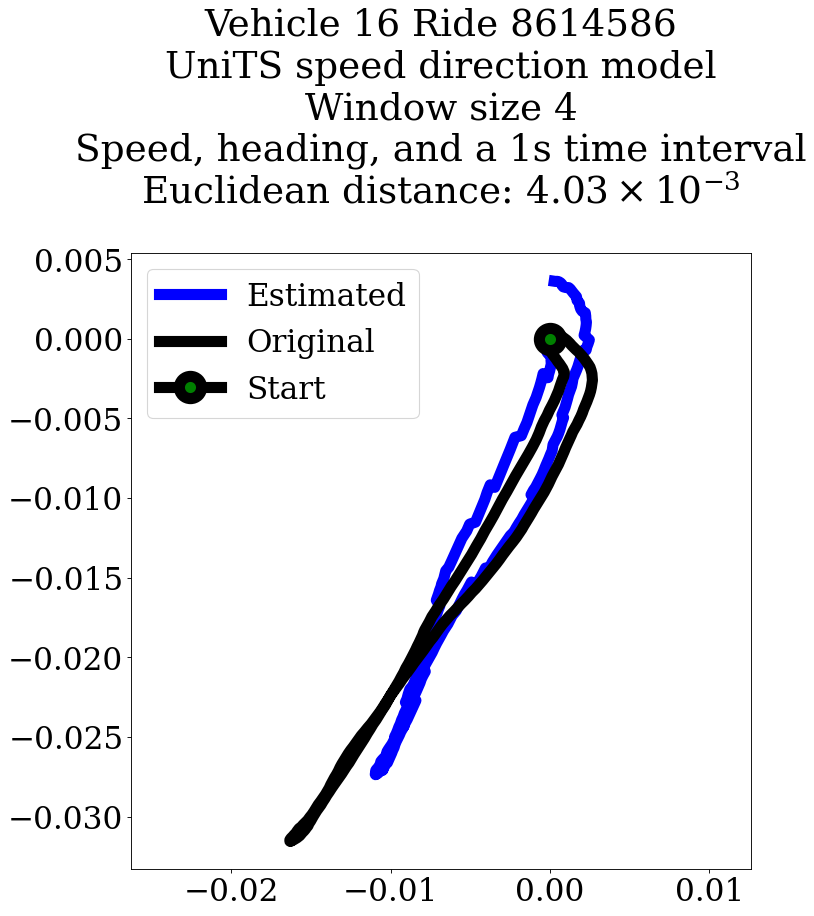 Vehicle 16 Ride 8614586
UniTS speed direction model
Window size 4
Speed, heading, and a 1s time interval
Euclidean distance: 4.03 × 10⁻³
Estimated
Original
Start
0.005
0.000
−0.005
−0.010
−0.015
−0.020
−0.025
−0.030
−0.02
−0.01
0.00
0.01